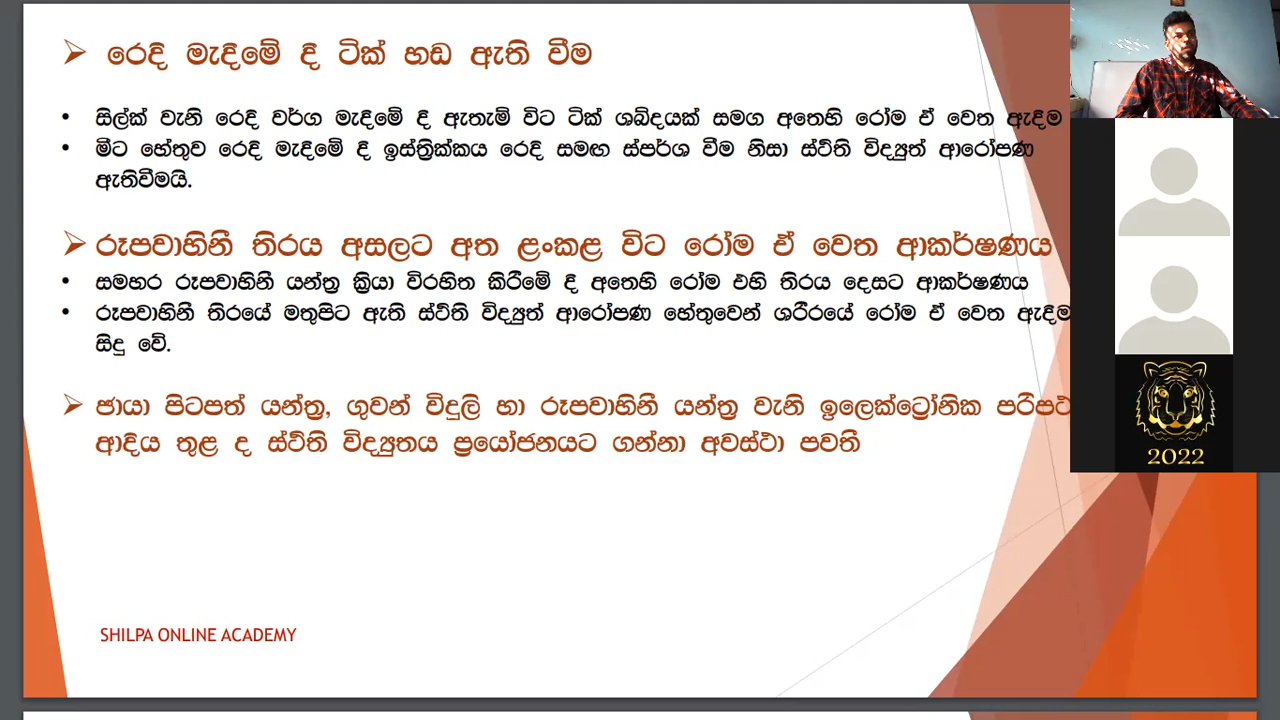 රෙදි මැදීමේ දී ටික් හඬ ඇති වීම
සිල්ක් වැනි රෙදි වර්ග මැදීමේ දී ඇතැම් විට ටික් ශබ්දයක් සමග අතෙහි රෝම ඒ වෙත ඇදීම
මීට හේතුව රෙදි මැදීමේ දී ඉස්ත්‍රික්කය රෙදි සමඟ ස්පර්ශ වීම නිසා ස්ථිති විද්‍යුත් ආරෝපණ
ඇතිවීමයි.
රූපවාහිනී තිරය අසලට අත ළංකළ විට රෝම ඒ වෙත ආකර්ෂණය
සමහර රූපවාහිනී යන්ත්‍ර ක්‍රියා විරහිත කිරීමේ දී අතෙහි රෝම එහි තිරය දෙසට ආකර්ෂණය
රූපවාහිනී තිරයේ මතුපිට ඇති ස්ථිති විද්‍යුත් ආරෝපණ හේතුවෙන් ශරීරයේ රෝම ඒ වෙත ඇදීම
සිදු වේ.
ඡායා පිටපත් යන්ත්‍ර, ගුවන් විදුලි හා රූපවාහිනී යන්ත්‍ර වැනි ඉලෙක්ට්‍රෝනික
ආදිය තුළ ද ස්ථිති විද්‍යුතය ප්‍රයෝජනයට ගන්නා අවස්ථා පවතී
SHILPA ONLINE ACADEMY
2022